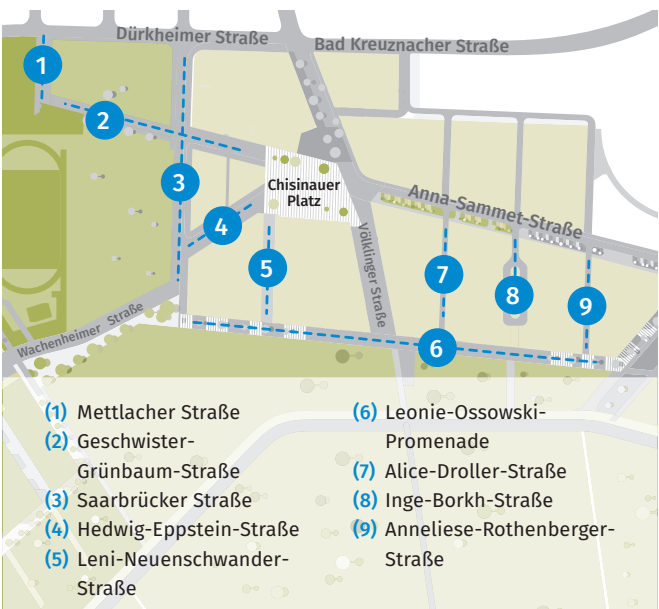 Dürkheimer Straße
Bad Kreuznacher Straße
1
2
3
Chisinauer
Platz
Anna-Sammet-Straße
4
Völklinger Straße
5
7
8
9
Wachenheimer Straße
6
(1) Mettlacher Straße
(2) Geschwister-
Grünbaum-Straße
(3) Saarbrücker Straße
(4) Hedwig-Eppstein-Straße
(5) Leni-Neuenschwander-
Straße
(6) Leonie-Ossowski-
Promenade
(7) Alice-Droller-Straße
(8) Inge-Borkh-Straße
(9) Anneliese-Rothenberger-
Straße